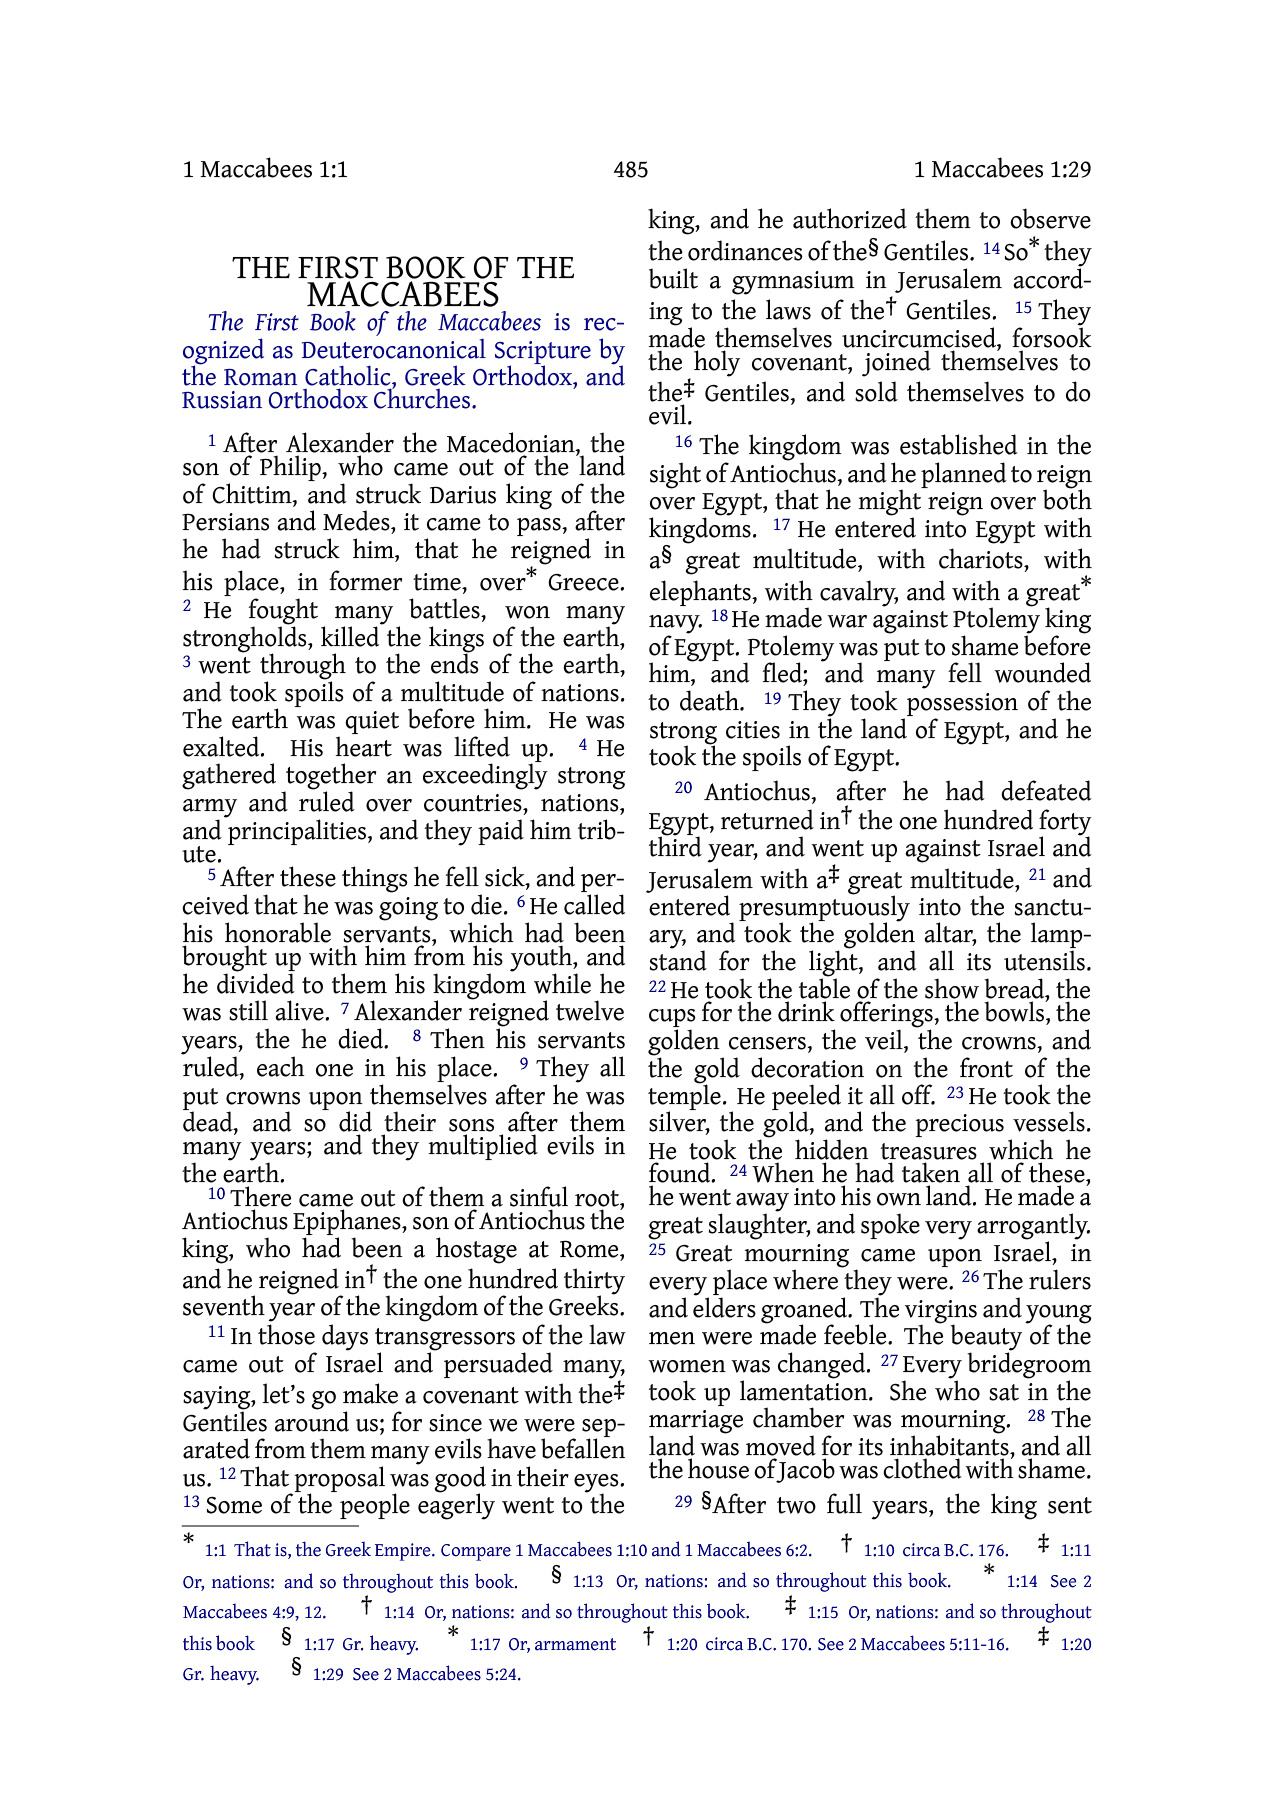 1 Maccabees 1:1 485 1 Maccabees 1:29
THE FIRST BOOK OF THE
MACCABEES
The First Book of the Maccabees is rec-
ognized as Deuterocanonical Scripture by
the Roman Catholic, Greek Orthodox, and
Russian Orthodox Churches.
1 After Alexander the Macedonian, the
son of Philip, who came out of the land
of Chittim, and struck Darius king of the
Persians and Medes, it came to pass, after
he had struck him, that he reigned in
his place, in former time, over* Greece.
2 He fought many battles, won many
strongholds, killed the kings of the earth,
3 went through to the ends of the earth,
and took spoils of a multitude of nations.
The earth was quiet before him. He was
exalted. His heart was lifted up. 4 He
gathered together an exceedingly strong
army and ruled over countries, nations,
and principalities, and they paid him trib-
ute.
5 After these things he fell sick, and per-
ceived that he was going to die. 6 He called
his honorable servants, which had been
brought up with him from his youth, and
he divided to them his kingdom while he
was still alive. 7 Alexander reigned twelve
years, the he died. 8 Then his servants
ruled, each one in his place. 9 They all
put crowns upon themselves after he was
dead, and so did their sons after them
many years; and they multiplied evils in
the earth.
10 There came out of them a sinful root,
Antiochus Epiphanes, son of Antiochus the
king, who had been a hostage at Rome,
and he reigned in† the one hundred thirty
seventh year of the kingdom of the Greeks.
11 In those days transgressors of the law
came out of Israel and persuaded many,
saying, let's go make a covenant with the‡
Gentiles around us; for since we were sep-
arated from them many evils have befallen
us. 12 That proposal was good in their eyes.
13 Some of the people eagerly went to the
king, and he authorized them to observe
the ordinances of the§ Gentiles. 14 So* they
built a gymnasium in Jerusalem accord-
ing to the laws of the† Gentiles. 15 They
made themselves uncircumcised, forsook
the holy covenant, joined themselves to
the‡ Gentiles, and sold themselves to do
evil.
16 The kingdom was established in the
sight of Antiochus, and he planned to reign
over Egypt, that he might reign over both
kingdoms. 17 He entered into Egypt with
a§ great multitude, with chariots, with
elephants, with cavalry, and with a great*
navy. 18 He made war against Ptolemy king
of Egypt. Ptolemy was put to shame before
him, and fled; and many fell wounded
to death. 19 They took possession of the
strong cities in the land of Egypt, and he
took the spoils of Egypt.
20 Antiochus, after he had defeated
Egypt, returned in† the one hundred forty
third year, and went up against Israel and
Jerusalem with a‡ great multitude, 21 and
entered presumptuously into the sanctu-
ary, and took the golden altar, the lamp-
stand for the light, and all its utensils.
22 He took the table of the show bread, the
cups for the drink offerings, the bowls, the
golden censers, the veil, the crowns, and
the gold decoration on the front of the
temple. He peeled it all off. 23 He took the
silver, the gold, and the precious vessels.
He took the hidden treasures which he
found. 24 When he had taken all of these,
he went away into his own land. He made a
great slaughter, and spoke very arrogantly.
25 Great mourning came upon Israel, in
every place where they were. 26 The rulers
and elders groaned. The virgins and young
men were made feeble. The beauty of the
women was changed. 27 Every bridegroom
took up lamentation. She who sat in the
marriage chamber was mourning. 28 The
land was moved for its inhabitants, and all
the house of Jacob was clothed with shame.
29 §After two full years, the king sent
* 1:1 That is, the Greek Empire. Compare 1 Maccabees 1:10 and 1 Maccabees 6:2. † 1:10 circa B.C. 176. ‡ 1:11
Or, nations: and so throughout this book. § 1:13 Or, nations: and so throughout this book. * 1:14 See 2
Maccabees 4:9, 12. † 1:14 Or, nations: and so throughout this book. ‡ 1:15 Or, nations: and so throughout
this book § 1:17 Gr. heavy. * 1:17 Or, armament † 1:20 circa B.C. 170. See 2 Maccabees 5:11-16. ‡ 1:20
Gr. heavy. § 1:29 See 2 Maccabees 5:24.